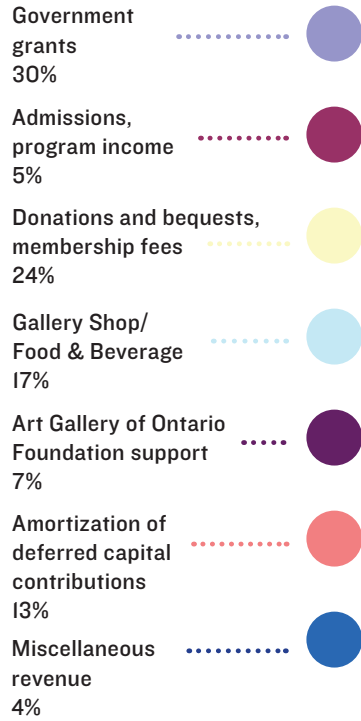 Government
grants
30%
Admissions,
program income
5%
Donations and bequests,
membership fees
24%
Gallery Shop/
Food & Beverage
17%
Art Gallery of Ontario
Foundation support
7%
Amortization of
deferred capital
contributions
13%
Miscellaneous
revenue
4%